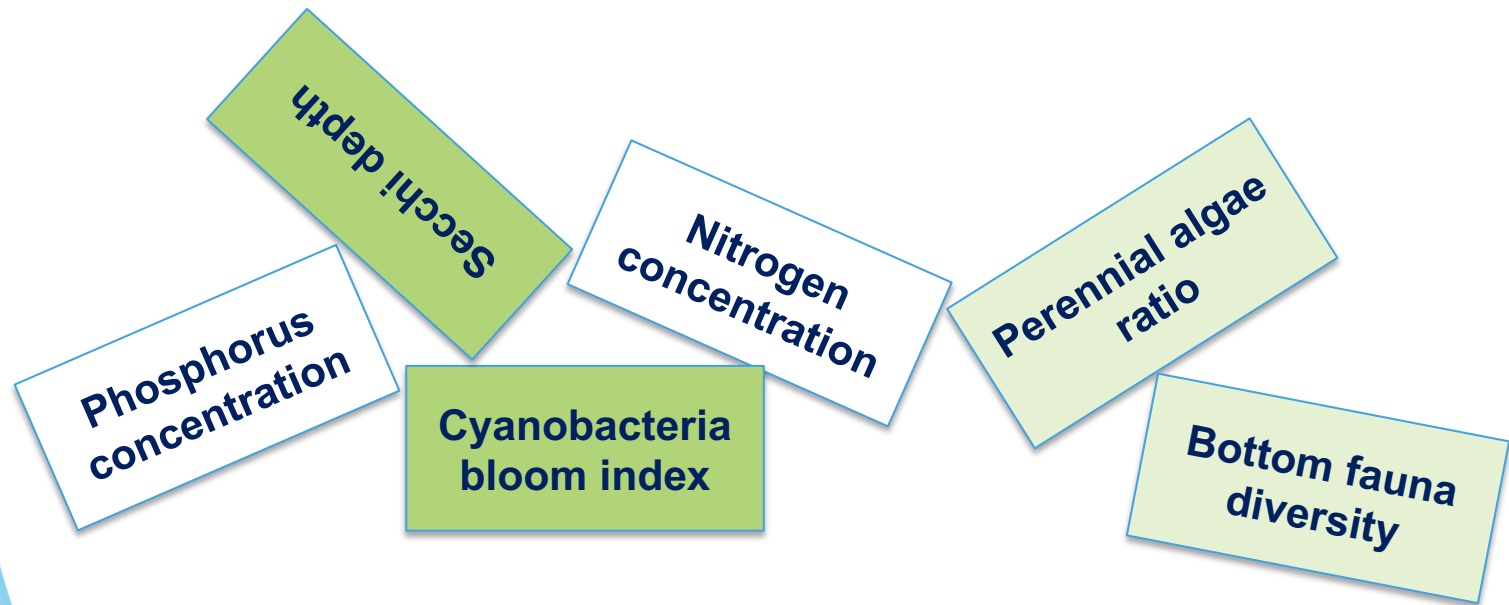 Secchi depth
Phosphorus
concentration
Cyanobacteria
bloom index
Nitrogen
concentration
Perennial algae
ratio
Bottom fauna
diversity